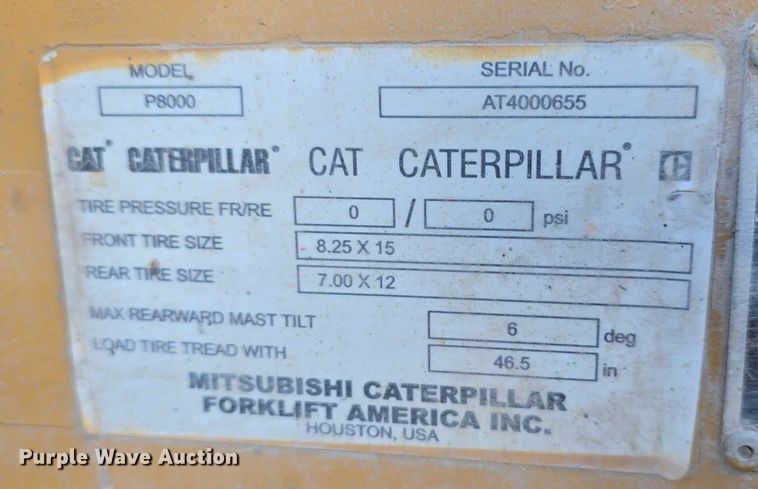 MODEL SERIAL No.
P8000 AT4000655
CAT CATERPILLAR® CAT CATERPILLAR®
TIRE PRESSURE FR/RE 0 / 0 psi
FRONT TIRE SIZE 8.25 X 15
REAR TIRE SIZE 7.00 X 12
MAX REARWARD MAST TILT 6 deg
LOAD TIRE TREAD WITH 46.5 in
MITSUBISHI CATERPILLAR
FORKLIFT AMERICA INC.
HOUSTON, USA
Purple Wave Auction